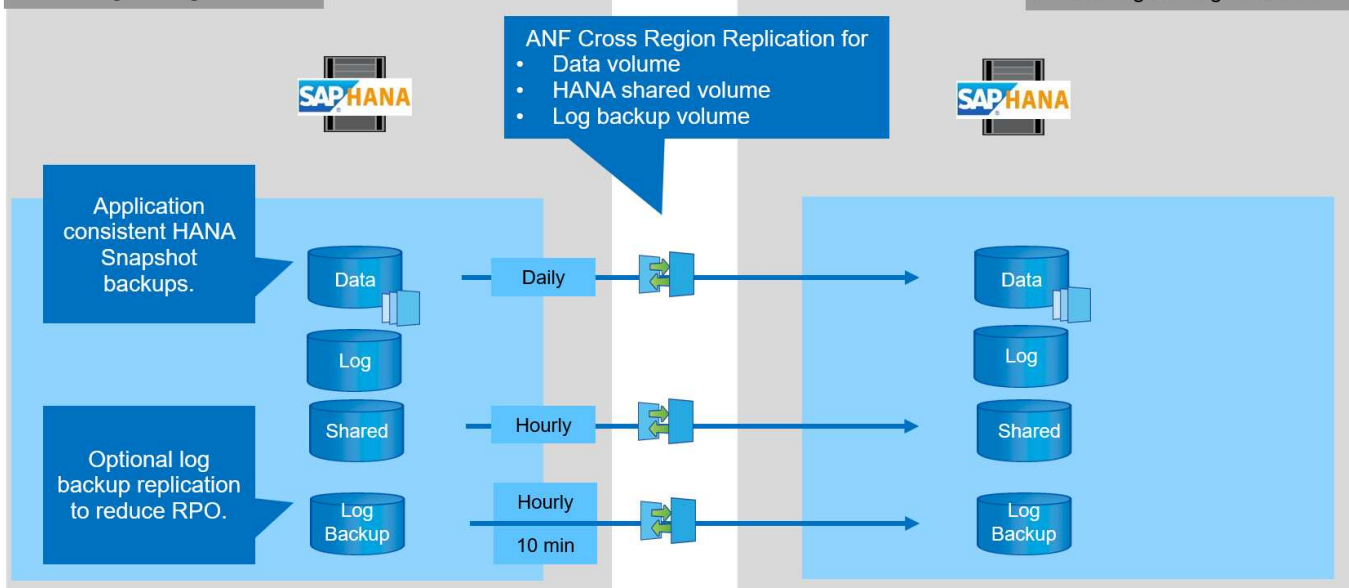 ANF Cross Region Replication for
• Data volume
• HANA shared volume
• Log backup volume
SAP HANA
®
SAP HANA
®
Application
consistent HANA
Snapshot
backups.
Data
Daily
Data
Log
Log
Shared
Hourly
Shared
Optional log
backup replication
to reduce RPO.
Log
Backup
Hourly
10 min
Log
Backup